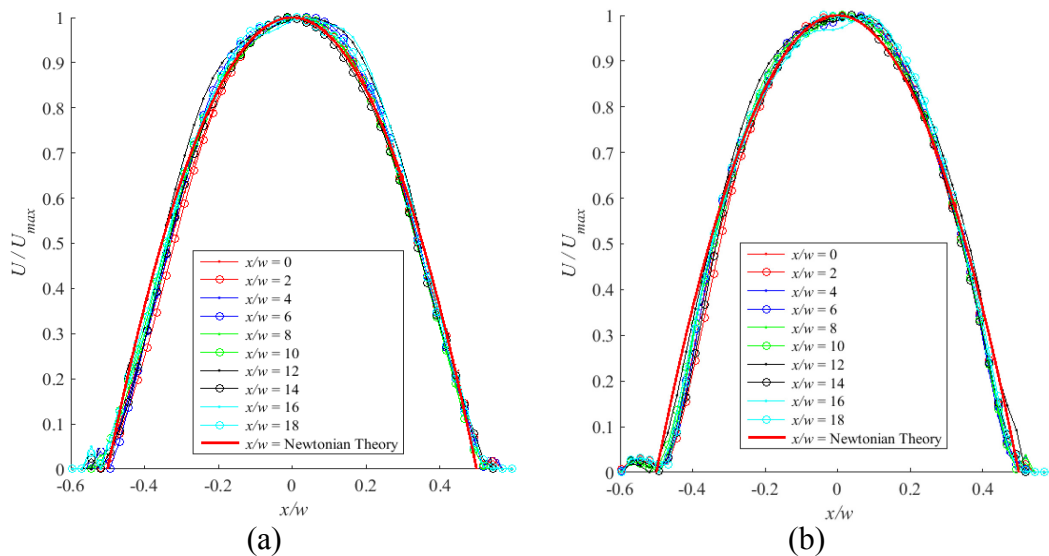 1
0.9
0.8
0.7
0.6
0.5
0.4
0.3
0.2
0.1
0
U / Umax
-0.6 -0.4 -0.2 0 0.2 0.4
x/w
x/w = 0
x/w = 2
x/w = 4
x/w = 6
x/w = 8
x/w = 10
x/w = 12
x/w = 14
x/w = 16
x/w = 18
x/w = Newtonian Theory
(a)
1
0.9
0.8
0.7
0.6
0.5
0.4
0.3
0.2
0.1
0
U / Umax
-0.6 -0.4 -0.2 0 0.2 0.4
x/w
x/w = 0
x/w = 2
x/w = 4
x/w = 6
x/w = 8
x/w = 10
x/w = 12
x/w = 14
x/w = 16
x/w = 18
x/w = Newtonian Theory
(b)